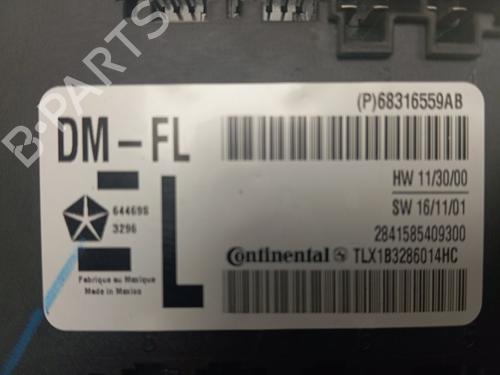 (P)68316559AB
DM-FL
HW 11/30/00
L
64469S
SW 16/11/01
3296
2841585409300
Continental TLX1B3286014HC
Fabrique au Mexique
Made in Mexico
B-PARTS